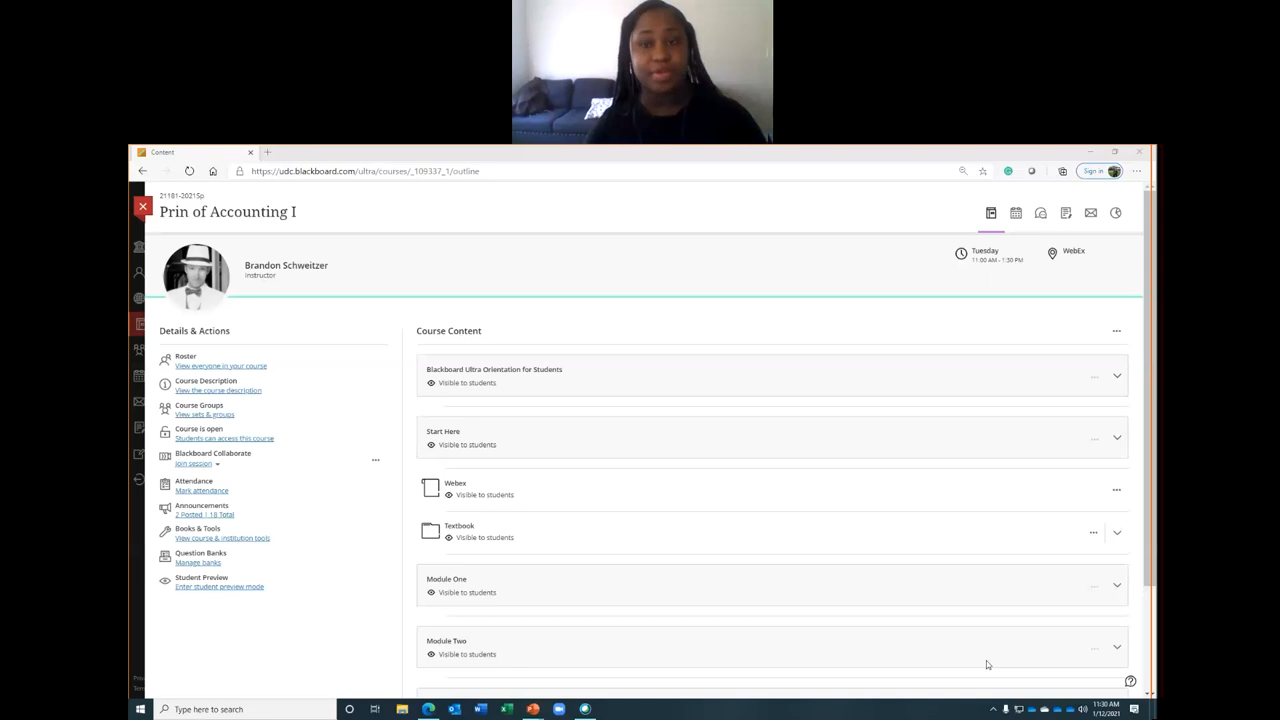 Content
https://udc.blackboard.com/ultra/courses/_109337_1/outline
Sign in
21181-2021Sp
Prin of Accounting I
Brandon Schweitzer
Instructor
Tuesday
11:00 AM - 1:30 PM
WebEx
Details & Actions
Roster
View everyone in your course
Course Description
View the course description
Course Groups
View sets & groups
Course is open
Students can access this course
Blackboard Collaborate
Join session
Attendance
Mark attendance
Announcements
2 Posted | 18 Total
Books & Tools
View course & institution tools
Question Banks
Manage banks
Student Preview
Enter student preview mode
Course Content
Blackboard Ultra Orientation for Students
Visible to students
Start Here
Visible to students
Webex
Visible to students
Textbook
Visible to students
Module One
Visible to students
Module Two
Visible to students
Type here to search
11:30 AM
1/12/2021